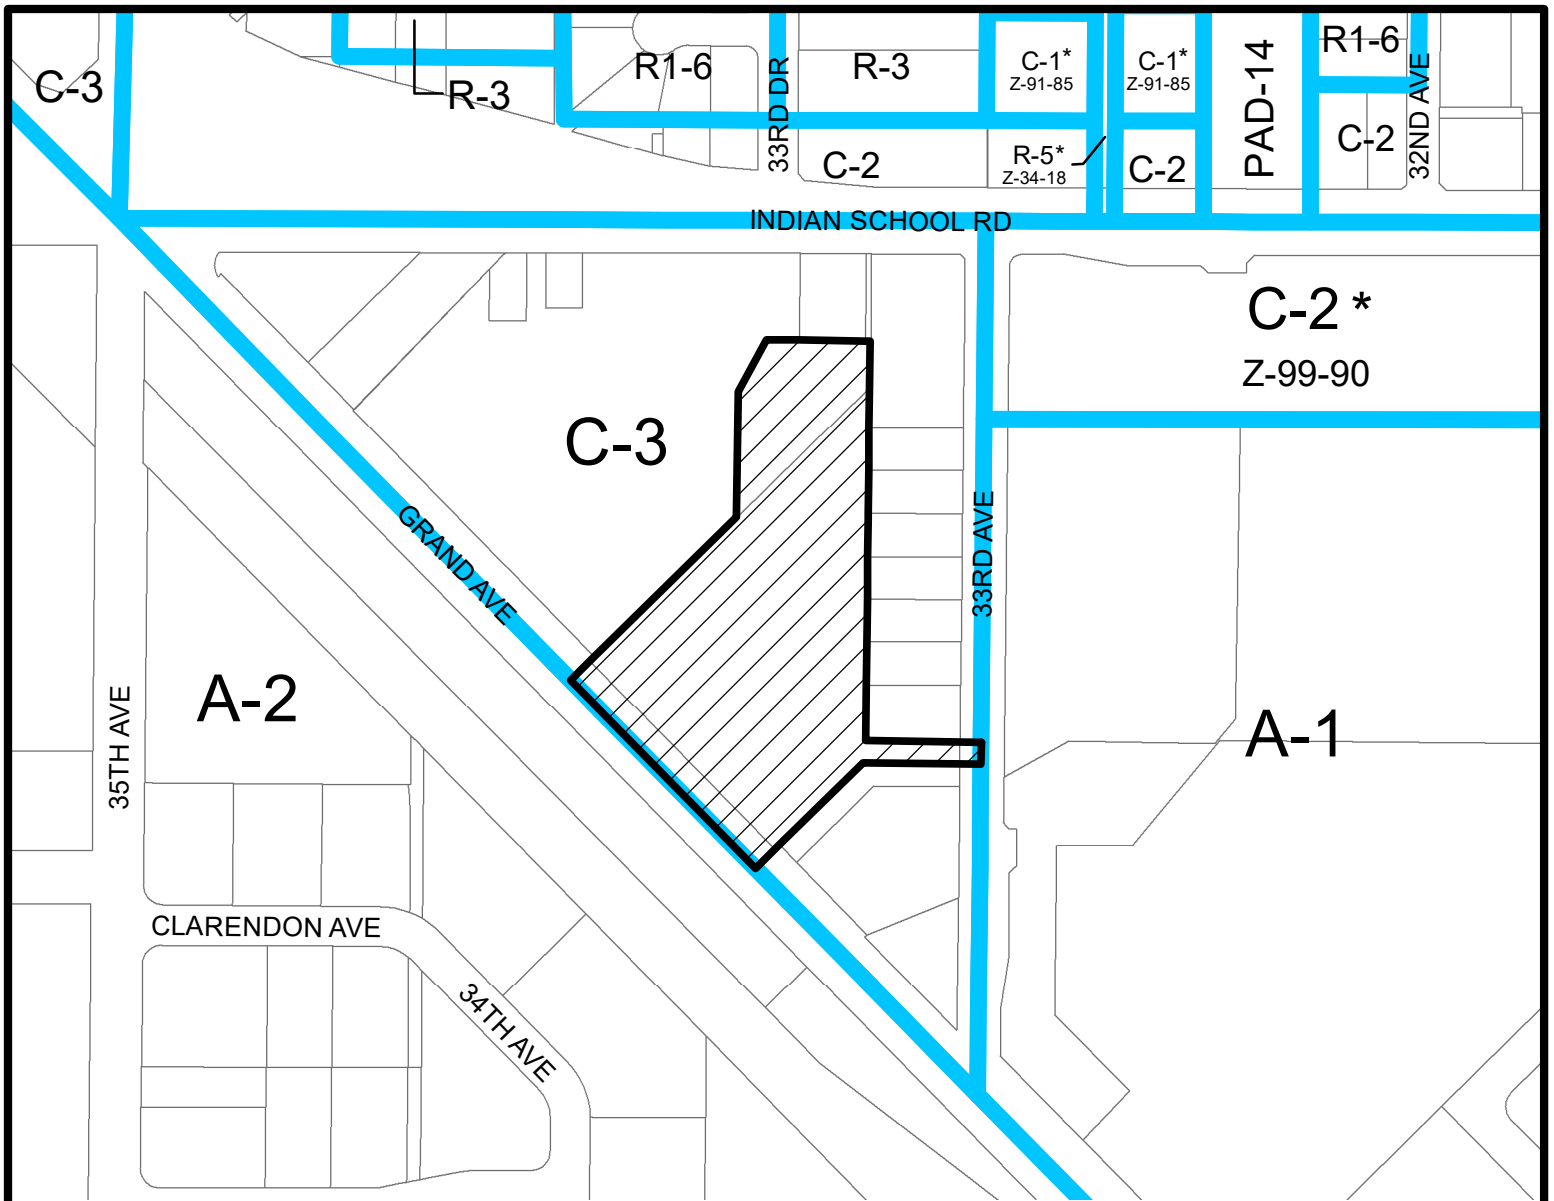 C-3
R-3
R1-6
33RD DR
R-3
C-1*
Z-91-85
C-1*
Z-91-85
PAD-14
R1-6
32ND AVE
C-2
C-2
R-5*
Z-34-18
C-2
INDIAN SCHOOL RD
C-2 *
Z-99-90
C-3
GRAND AVE
33RD AVE
A-2
35TH AVE
A-1
CLARENDON AVE
34TH AVE